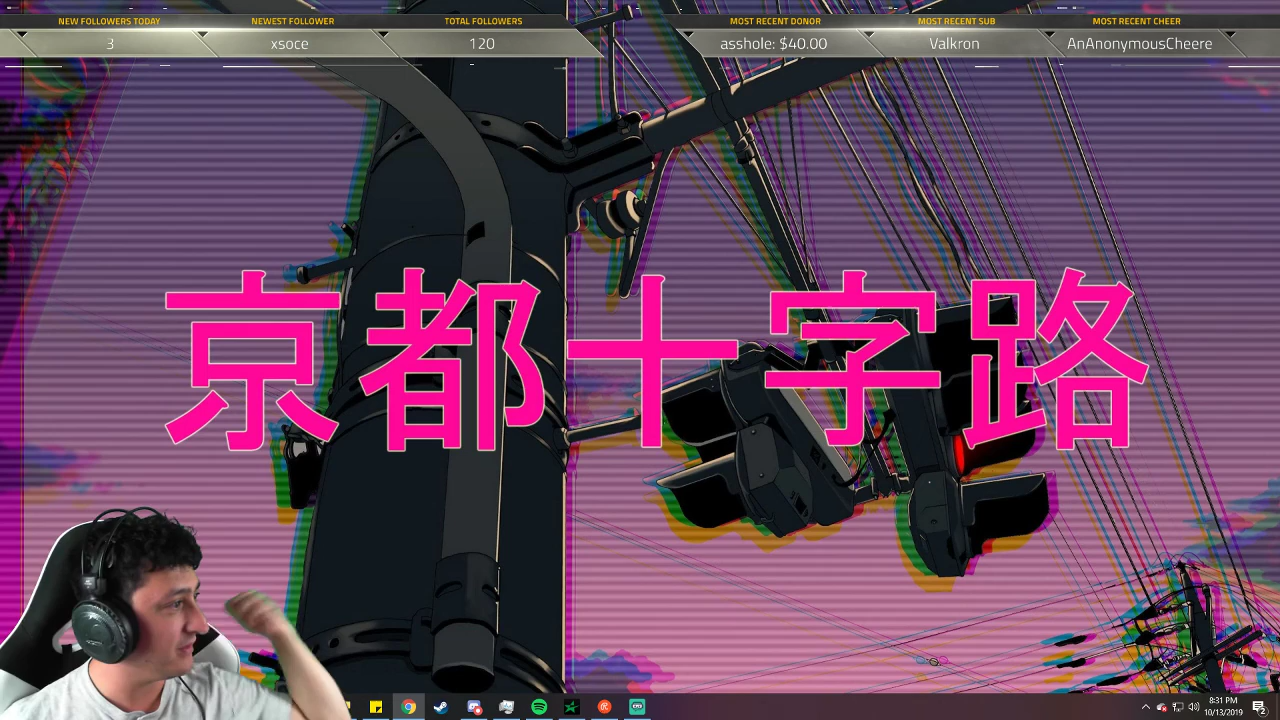 NEW FOLLOWERS TODAY NEWEST FOLLOWER TOTAL FOLLOWERS MOST RECENT DONOR MOST RECENT SUB MOST RECENT CHEER
3 xsoce 120 asshole: $40.00 Valkron AnAnonymousCheere
京都十字路
8:31 PM
10/13/2019
2